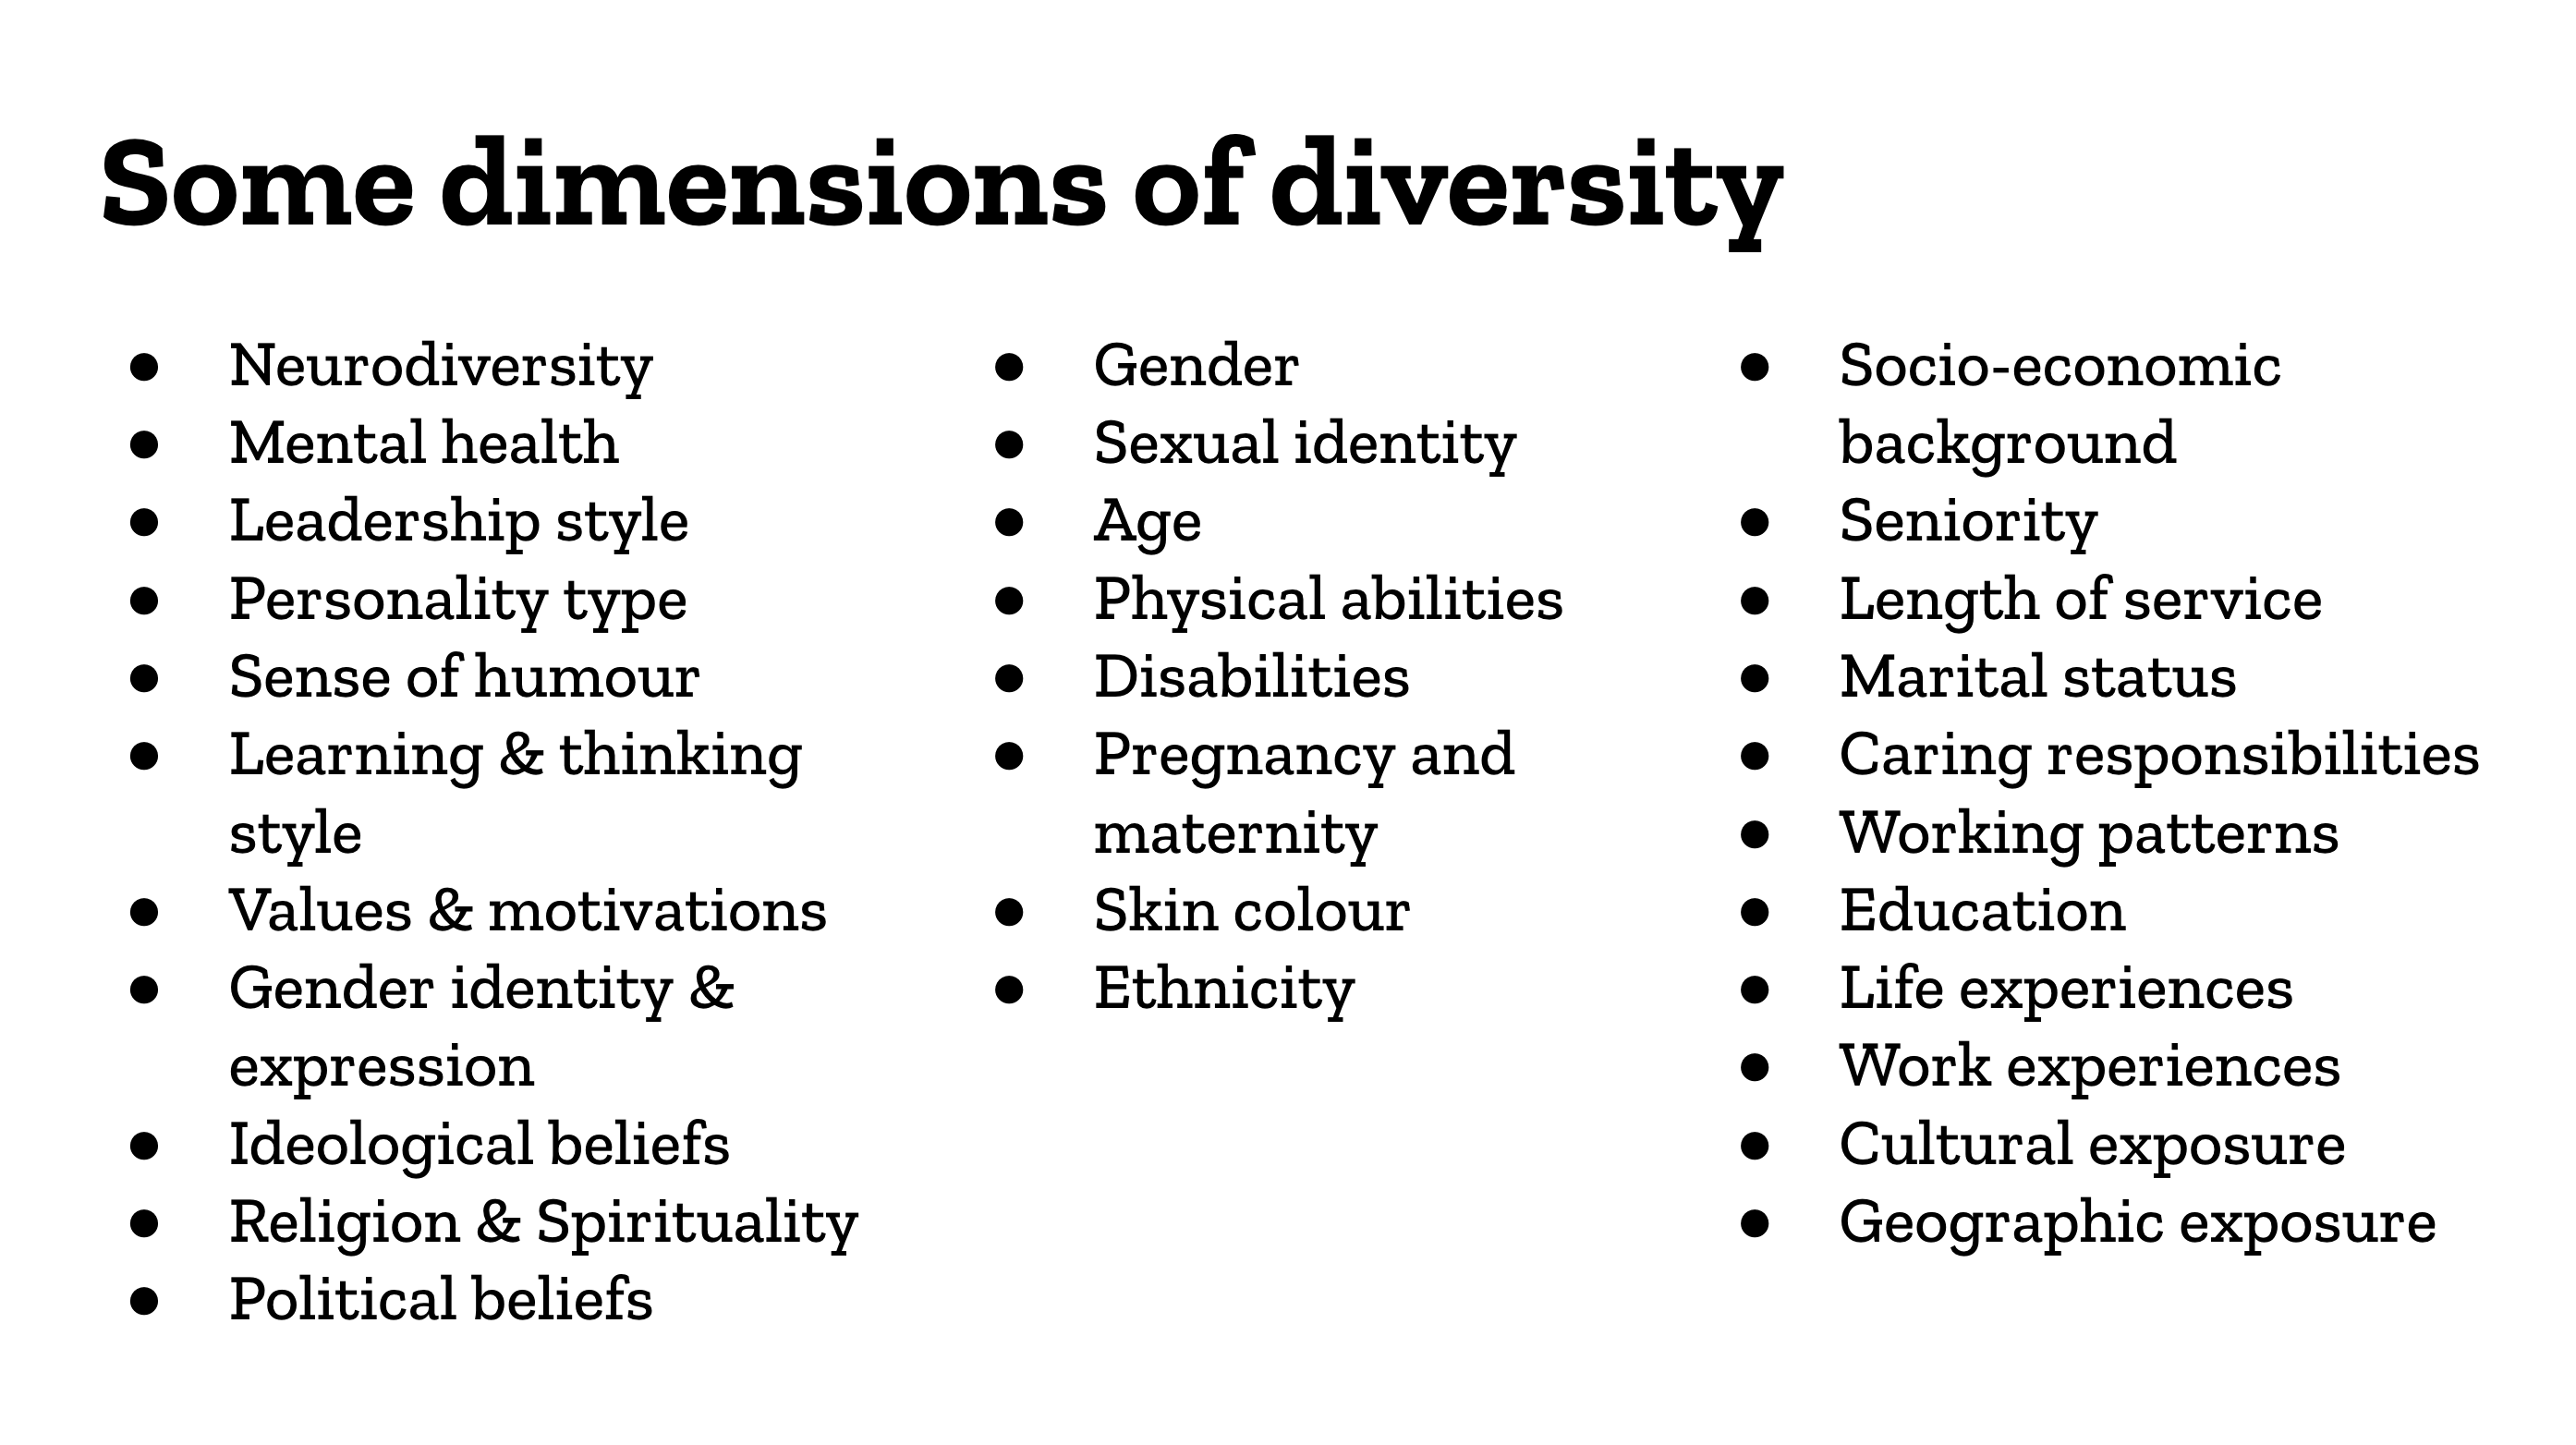 Some dimensions of diversity
● Neurodiversity
● Mental health
● Leadership style
● Personality type
● Sense of humour
● Learning & thinking
style
● Values & motivations
● Gender identity &
expression
● Ideological beliefs
● Religion & Spirituality
● Political beliefs
● Gender
● Sexual identity
● Age
● Physical abilities
● Disabilities
● Pregnancy and
maternity
● Skin colour
● Ethnicity
● Socio-economic
background
● Seniority
● Length of service
● Marital status
● Caring responsibilities
● Working patterns
● Education
● Life experiences
● Work experiences
● Cultural exposure
● Geographic exposure